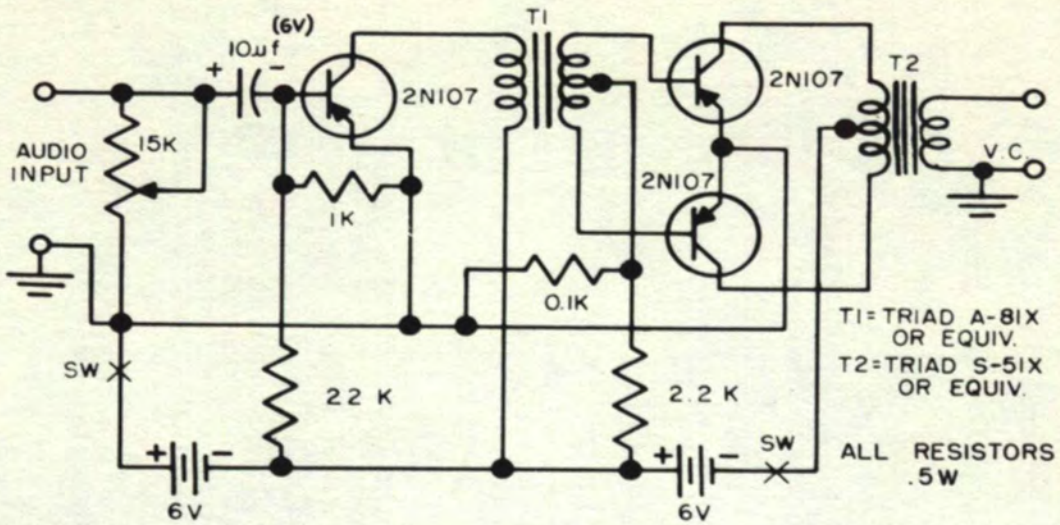 T1
(6V)
10µf
+ -
2N107
2N107
T2
15K
AUDIO
INPUT
V.C.
2N107
1K
0.1K
T1=TRIAD A-81X
OR EQUIV.
SW
T2=TRIAD S-51X
OR EQUIV.
22 K
2.2 K
SW
+ -
+ -
ALL RESISTORS
.5W
6V
6V